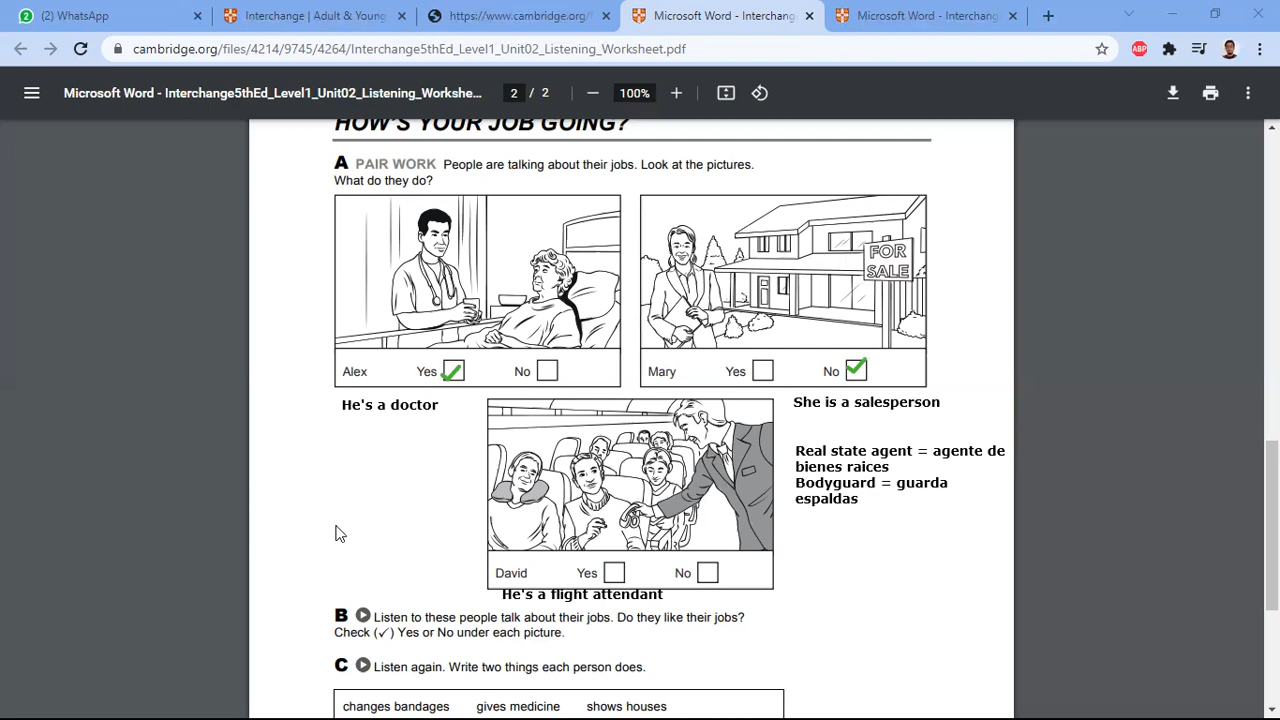 (2) WhatsApp
Interchange | Adult & Young
https://www.cambridge.org/f
Microsoft Word - Interchang
Microsoft Word - Interchang
cambridge.org/files/4214/9745/4264/Interchange5thEd_Level1_Unit02_Listening_Worksheet.pdf
ABP
Microsoft Word - Interchange5thEd_Level1_Unit02_Listening_Workshe...
2 / 2
100%
HOW'S YOUR JOB GOING?
A PAIR WORK People are talking about their jobs. Look at the pictures.
What do they do?
FOR
SALE
Alex Yes No
Mary Yes No
He's a doctor
She is a salesperson
Real state agent = agente de
bienes raices
Bodyguard = guarda
espaldas
David Yes No
He's a flight attendant
B Listen to these people talk about their jobs. Do they like their jobs?
Check (✓) Yes or No under each picture.
C Listen again. Write two things each person does.
changes bandages gives medicine shows houses